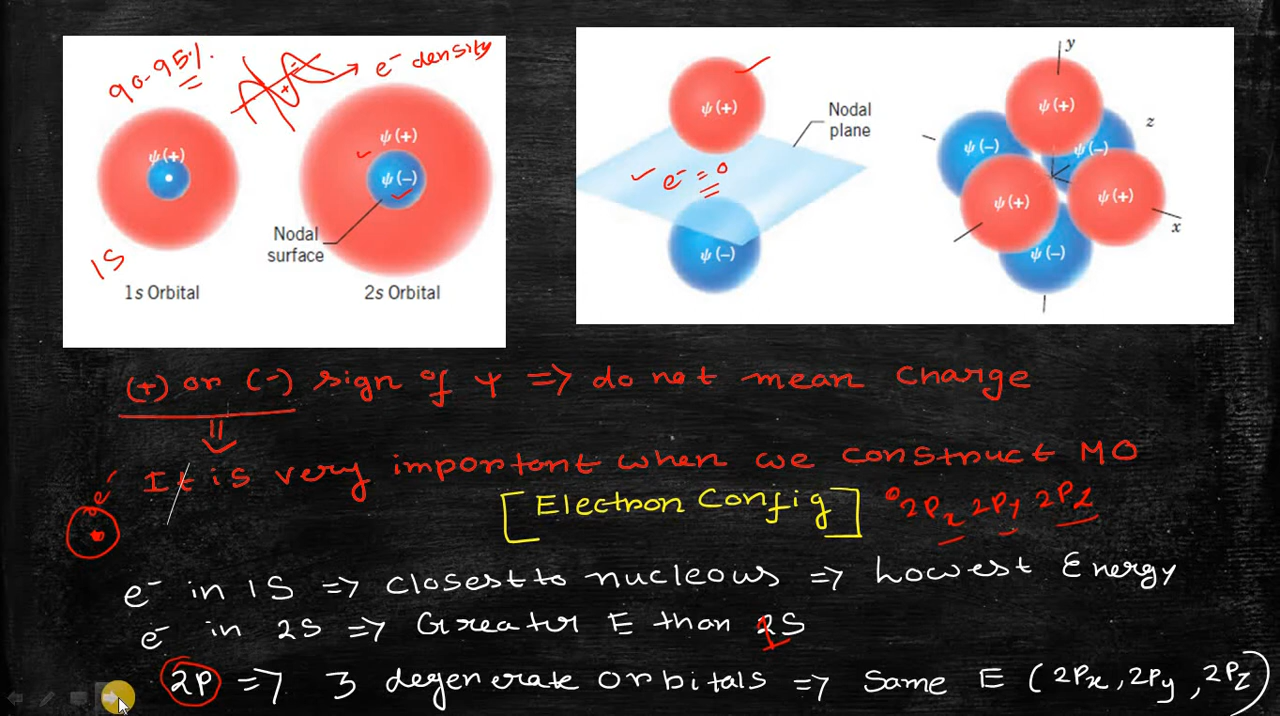 90-95%.
e⁻ density
ψ(+)
ψ(+)
ψ(-)
Nodal
surface
1S
1s Orbital
2s Orbital
ψ(+)
Nodal
plane
e⁻ = 0
ψ(-)
y
ψ(+)
z
ψ(-)
ψ(-)
ψ(+)
ψ(+)
x
ψ(-)
(+) or (-) sign of ψ => do not mean charge
It is very important when we construct MO
e⁻
[Electron Config] 2Px 2Py 2Pz
e⁻ in 1S => closest to nucleous => Lowest Energy
e⁻ in 2S => Greater E than 1S
2P => 3 degenerate orbitals => Same E (2Px, 2Py, 2Pz)